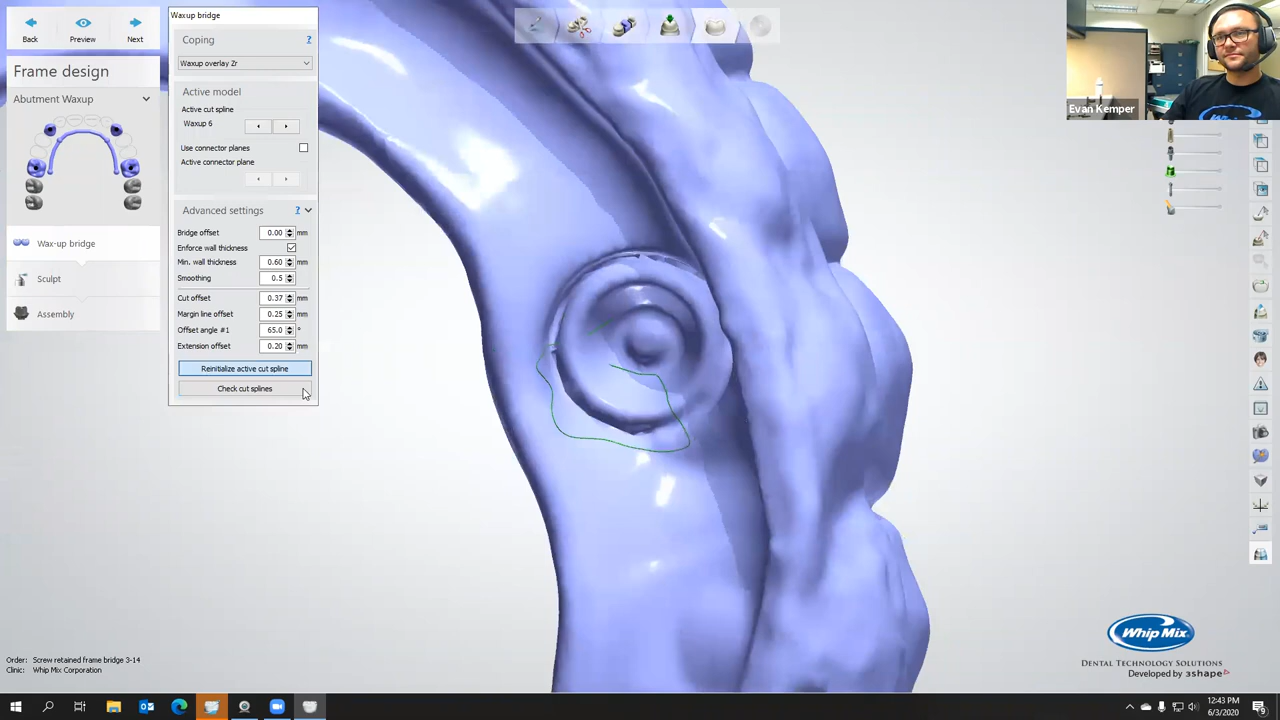 Back
Preview
Next
Frame design
Abutment Waxup
Wax-up bridge
Sculpt
Assembly
Waxup bridge
Coping
?
Waxup overlay Zr
Active model
Active cut spline
Waxup 6
Use connector planes
Active connector plane
Advanced settings
?
Bridge offset 0.00 mm
Enforce wall thickness
Min. wall thickness 0.60 mm
Smoothing 0.5
Cut offset 0.37 mm
Margin line offset 0.25 mm
Offset angle #1 65.0 °
Extension offset 0.20 mm
Reinitialize active cut spline
Check cut splines
Evan Kemper
Whip Mix
Whip Mix
DENTAL TECHNOLOGY SOLUTIONS
Developed by 3shape
Order: Screw retained frame bridge 3-14
Clinic: Whip Mix Corporation
12:43 PM
6/3/2020